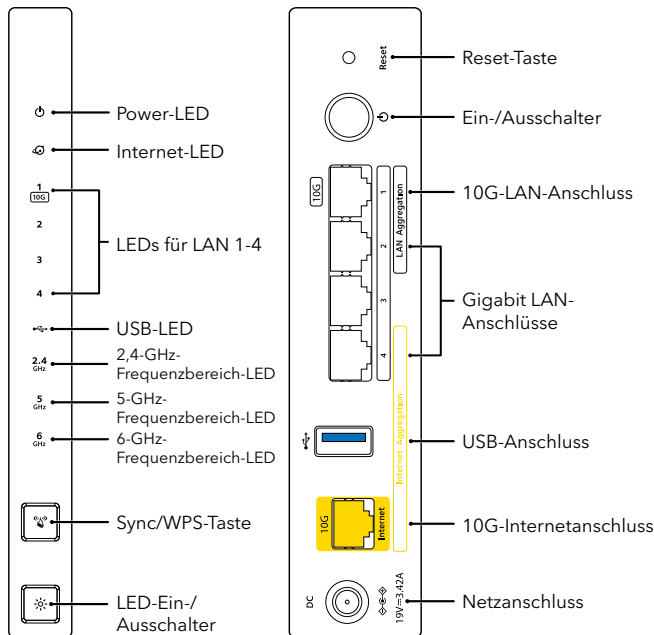 Power-LED
Internet-LED
1
10G
2
3
4
LEDs für LAN 1-4
USB-LED
2.4
GHz
2,4-GHz-
Frequenzbereich-LED
5
GHz
5-GHz-
Frequenzbereich-LED
6
GHz
6-GHz-
Frequenzbereich-LED
Sync/WPS-Taste
LED-Ein-/
Ausschalter
Reset
Reset-Taste
Ein-/Ausschalter
10G
1
2
3
4
LAN Aggregation
10G-LAN-Anschluss
Gigabit LAN-
Anschlüsse
Internet Aggregation
USB-Anschluss
10G
Internet
10G-Internetanschluss
DC
19V⎓3.42A
Netzanschluss